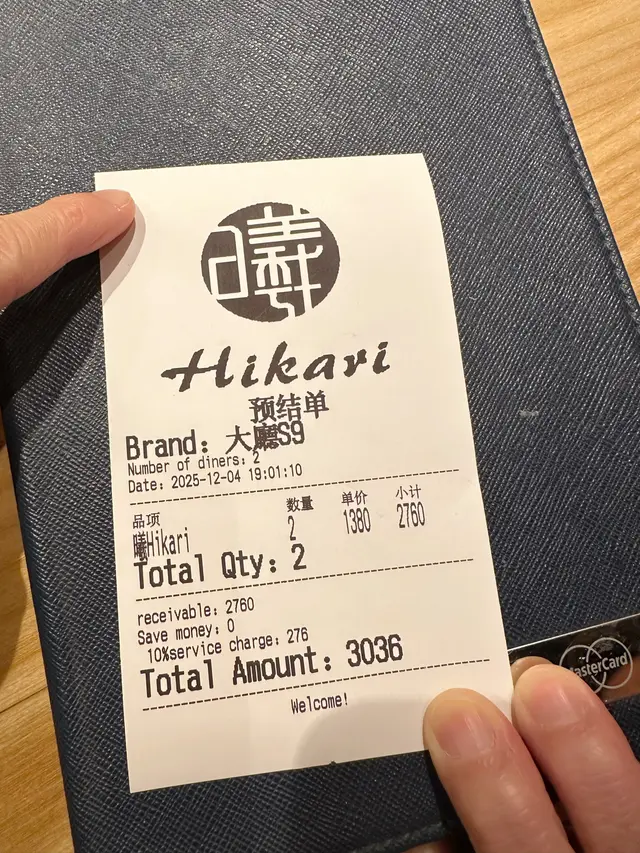 曦
Hikari
预结单
Brand: 大廳S9
Number of diners: 2
Date: 2025-12-04 19:01:10
品项 数量 单价 小计
曦Hikari 2 1380 2760
Total Qty: 2
receivable: 2760
Save money: 0
10%service charge: 276
Total Amount: 3036
Welcome!
MasterCard